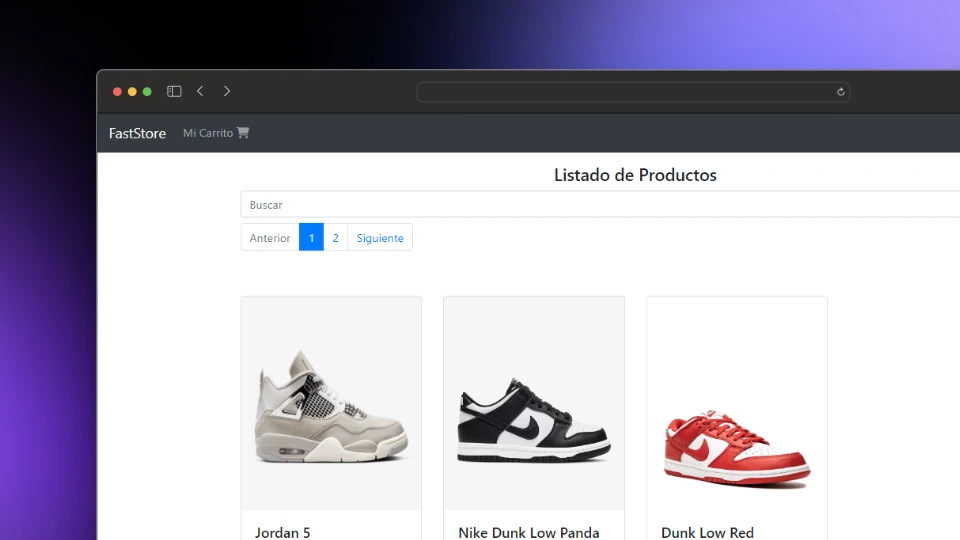 FastStore Mi Carrito
Listado de Productos
Buscar
Anterior 1 2 Siguiente
Jordan 5 Nike Dunk Low Panda Dunk Low Red